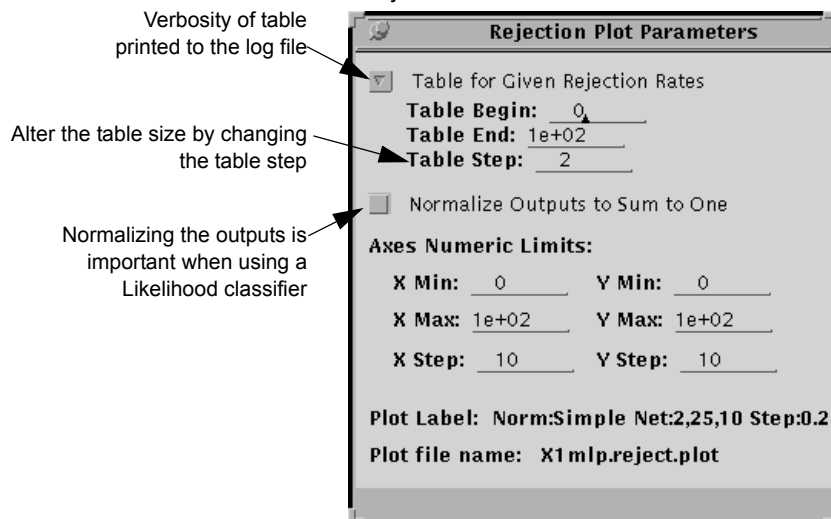 Verbosity of table
printed to the log file
Alter the table size by changing
the table step
Normalizing the outputs is
important when using a
Likelihood classifier
Rejection Plot Parameters
Table for Given Rejection Rates
Table Begin: 0
Table End: 1e+02
Table Step: 2
Normalize Outputs to Sum to One
Axes Numeric Limits:
X Min: 0 Y Min: 0
X Max: 1e+02 Y Max: 1e+02
X Step: 10 Y Step: 10
Plot Label: Norm:Simple Net:2,25,10 Step:0.2
Plot file name: X1mlp.reject.plot